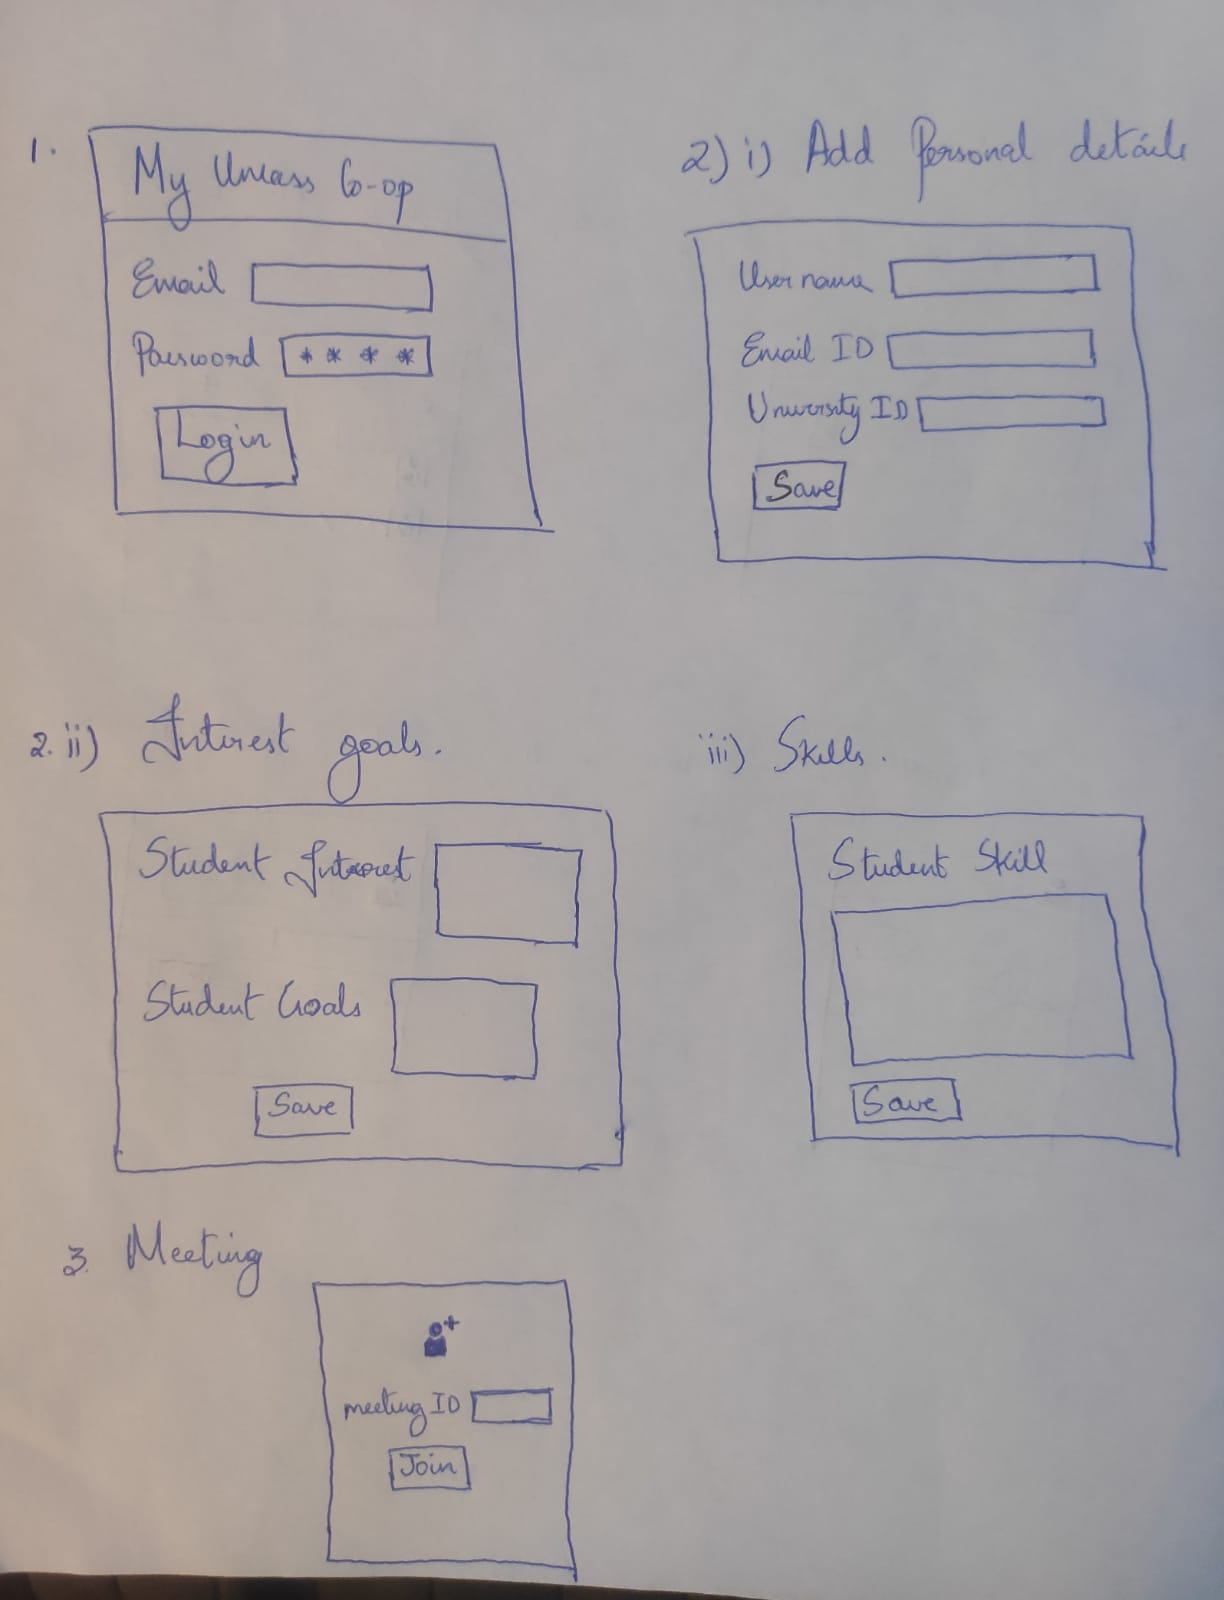 1.
My Umass Co-op
Email
Password * * * *
Login
2) i) Add Personal details
User name
Email ID
University ID
Save
2. ii) Interest goals.
Student Interest
Student Goals
Save
iii) Skills.
Student Skill
Save
3. Meeting
meeting ID
Join